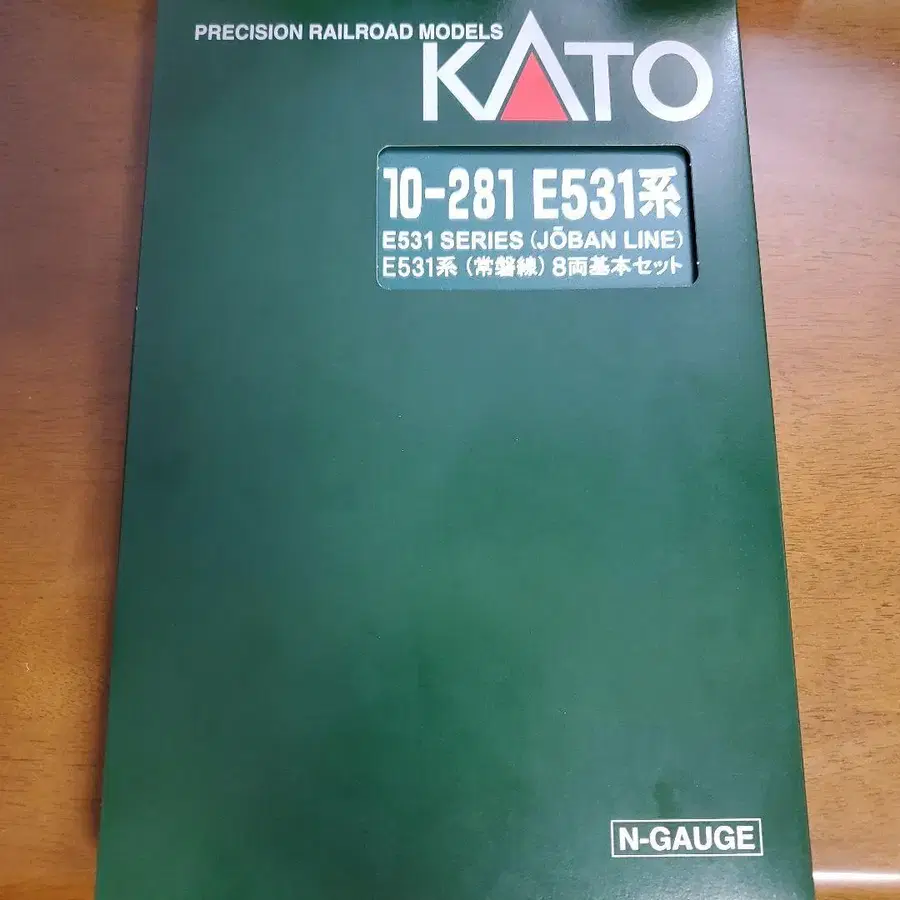 PRECISION RAILROAD MODELS
KATO
10-281 E531系
E531 SERIES (JŌBAN LINE)
E531系 (常磐線) 8両基本セット
N-GAUGE